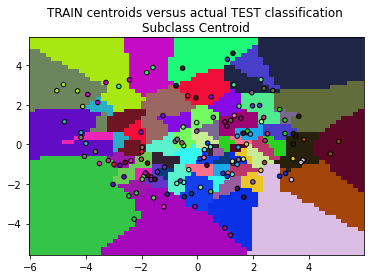 TRAIN centroids versus actual TEST classification
Subclass Centroid
4
2
0
−2
−4
−6 −4 −2 0 2 4